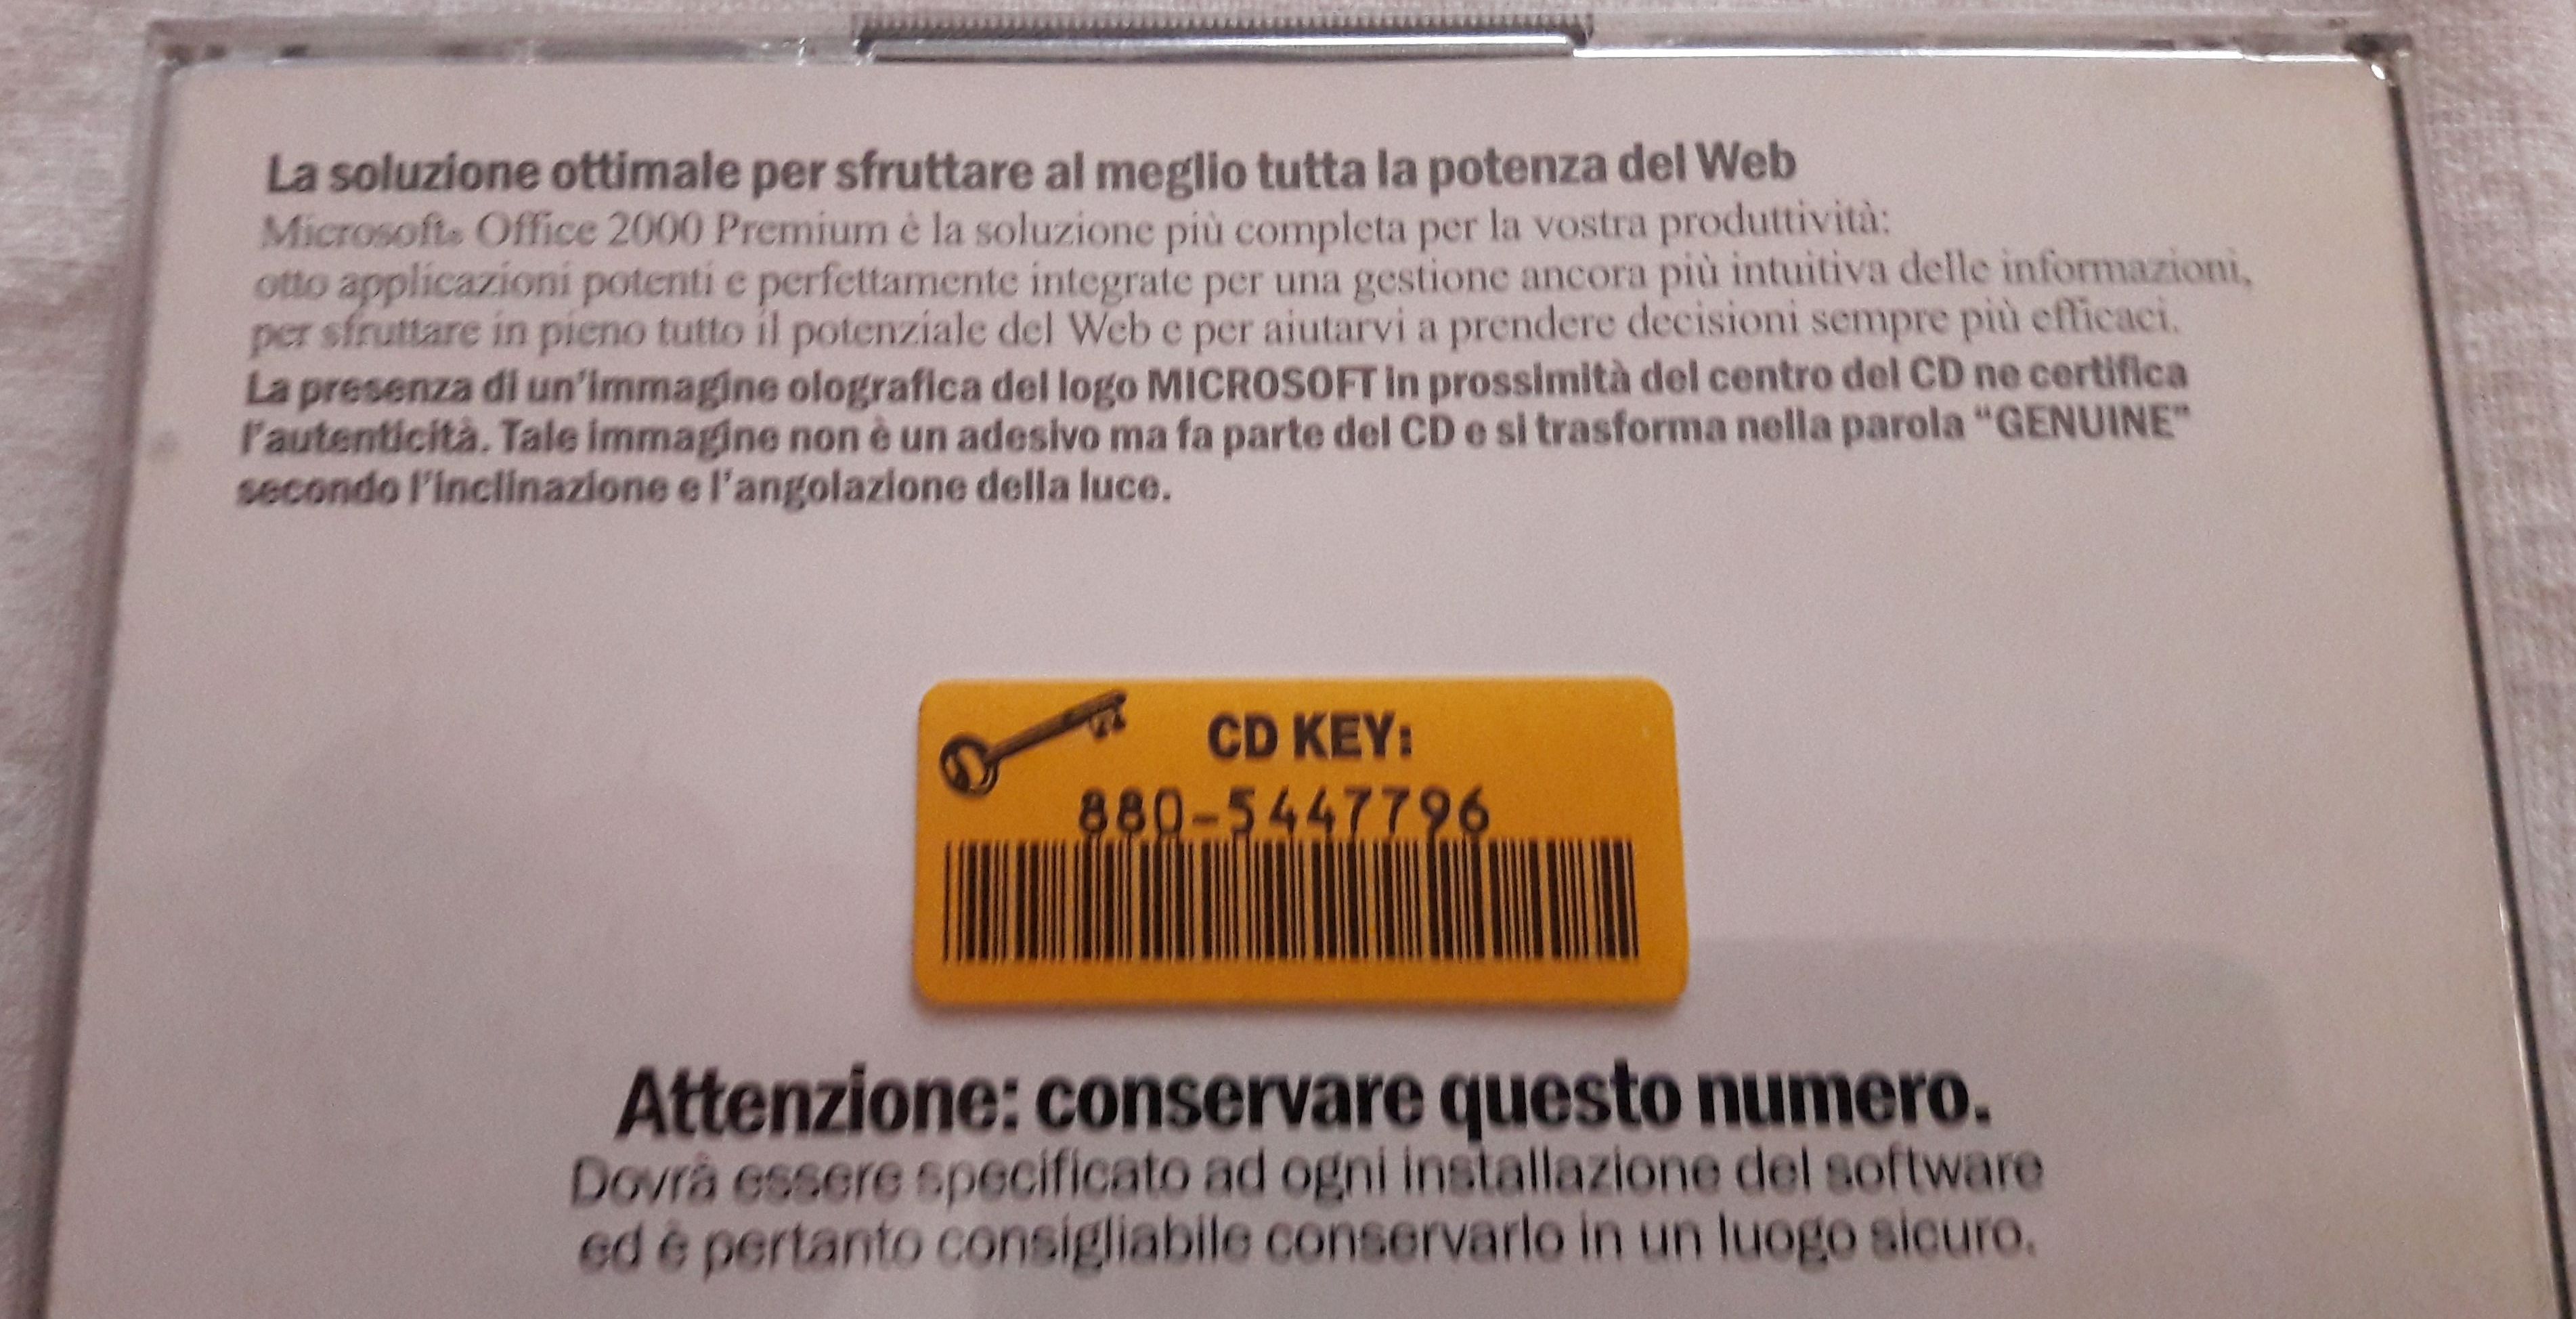 La soluzione ottimale per sfruttare al meglio tutta la potenza del Web
Microsoft® Office 2000 Premium è la soluzione più completa per la vostra produttività:
otto applicazioni potenti e perfettamente integrate per una gestione ancora più intuitiva delle informazioni,
per sfruttare in pieno tutto il potenziale del Web e per aiutarvi a prendere decisioni sempre più efficaci.
La presenza di un'immagine olografica del logo MICROSOFT in prossimità del centro del CD ne certifica
l'autenticità. Tale immagine non è un adesivo ma fa parte del CD e si trasforma nella parola "GENUINE"
secondo l'inclinazione e l'angolazione della luce.
CD KEY:
880-5447796
Attenzione: conservare questo numero.
Dovrà essere specificato ad ogni installazione del software
ed è pertanto consigliabile conservarlo in un luogo sicuro.